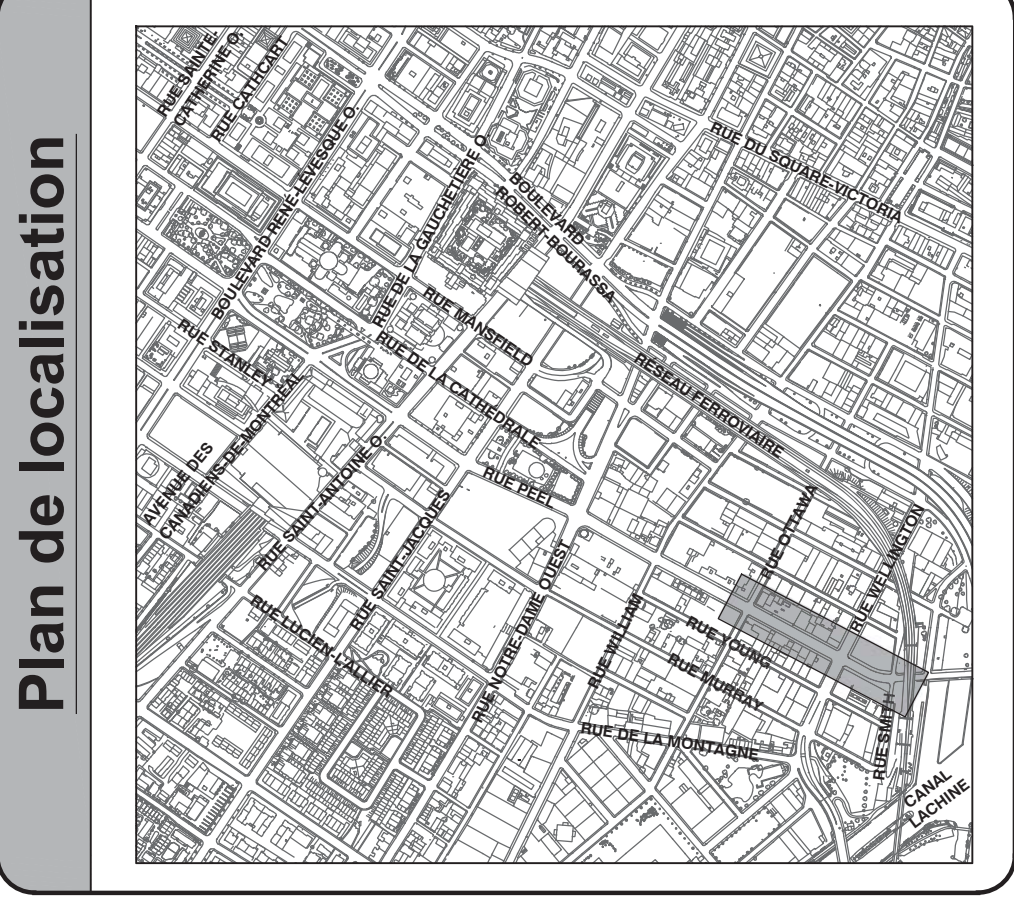 Plan de localisation
RUE SAINTE-
CATHERINE O.
RUE CATHCART
BOULEVARD RENÉ-LÉVESQUE O.
RUE DE LA GAUCHETIÈRE O.
BOULEVARD
ROBERT-BOURASSA
RUE DU SQUARE-VICTORIA
RUE MANSFIELD
RUE STANLEY
RUE DE LA CATHÉDRALE
RÉSEAU FERROVIAIRE
AVENUE DES
CANADIENS-DE-MONTRÉAL
RUE SAINT-ANTOINE O.
RUE PEEL
RUE SAINT-JACQUES
RUE OTTAWA
RUE WELLINGTON
RUE NOTRE-DAME OUEST
RUE LUCIEN-L'ALLIER
RUE WILLIAM
RUE YOUNG
RUE MURRAY
RUE DE LA MONTAGNE
RUE SMITH
CANAL
LACHINE